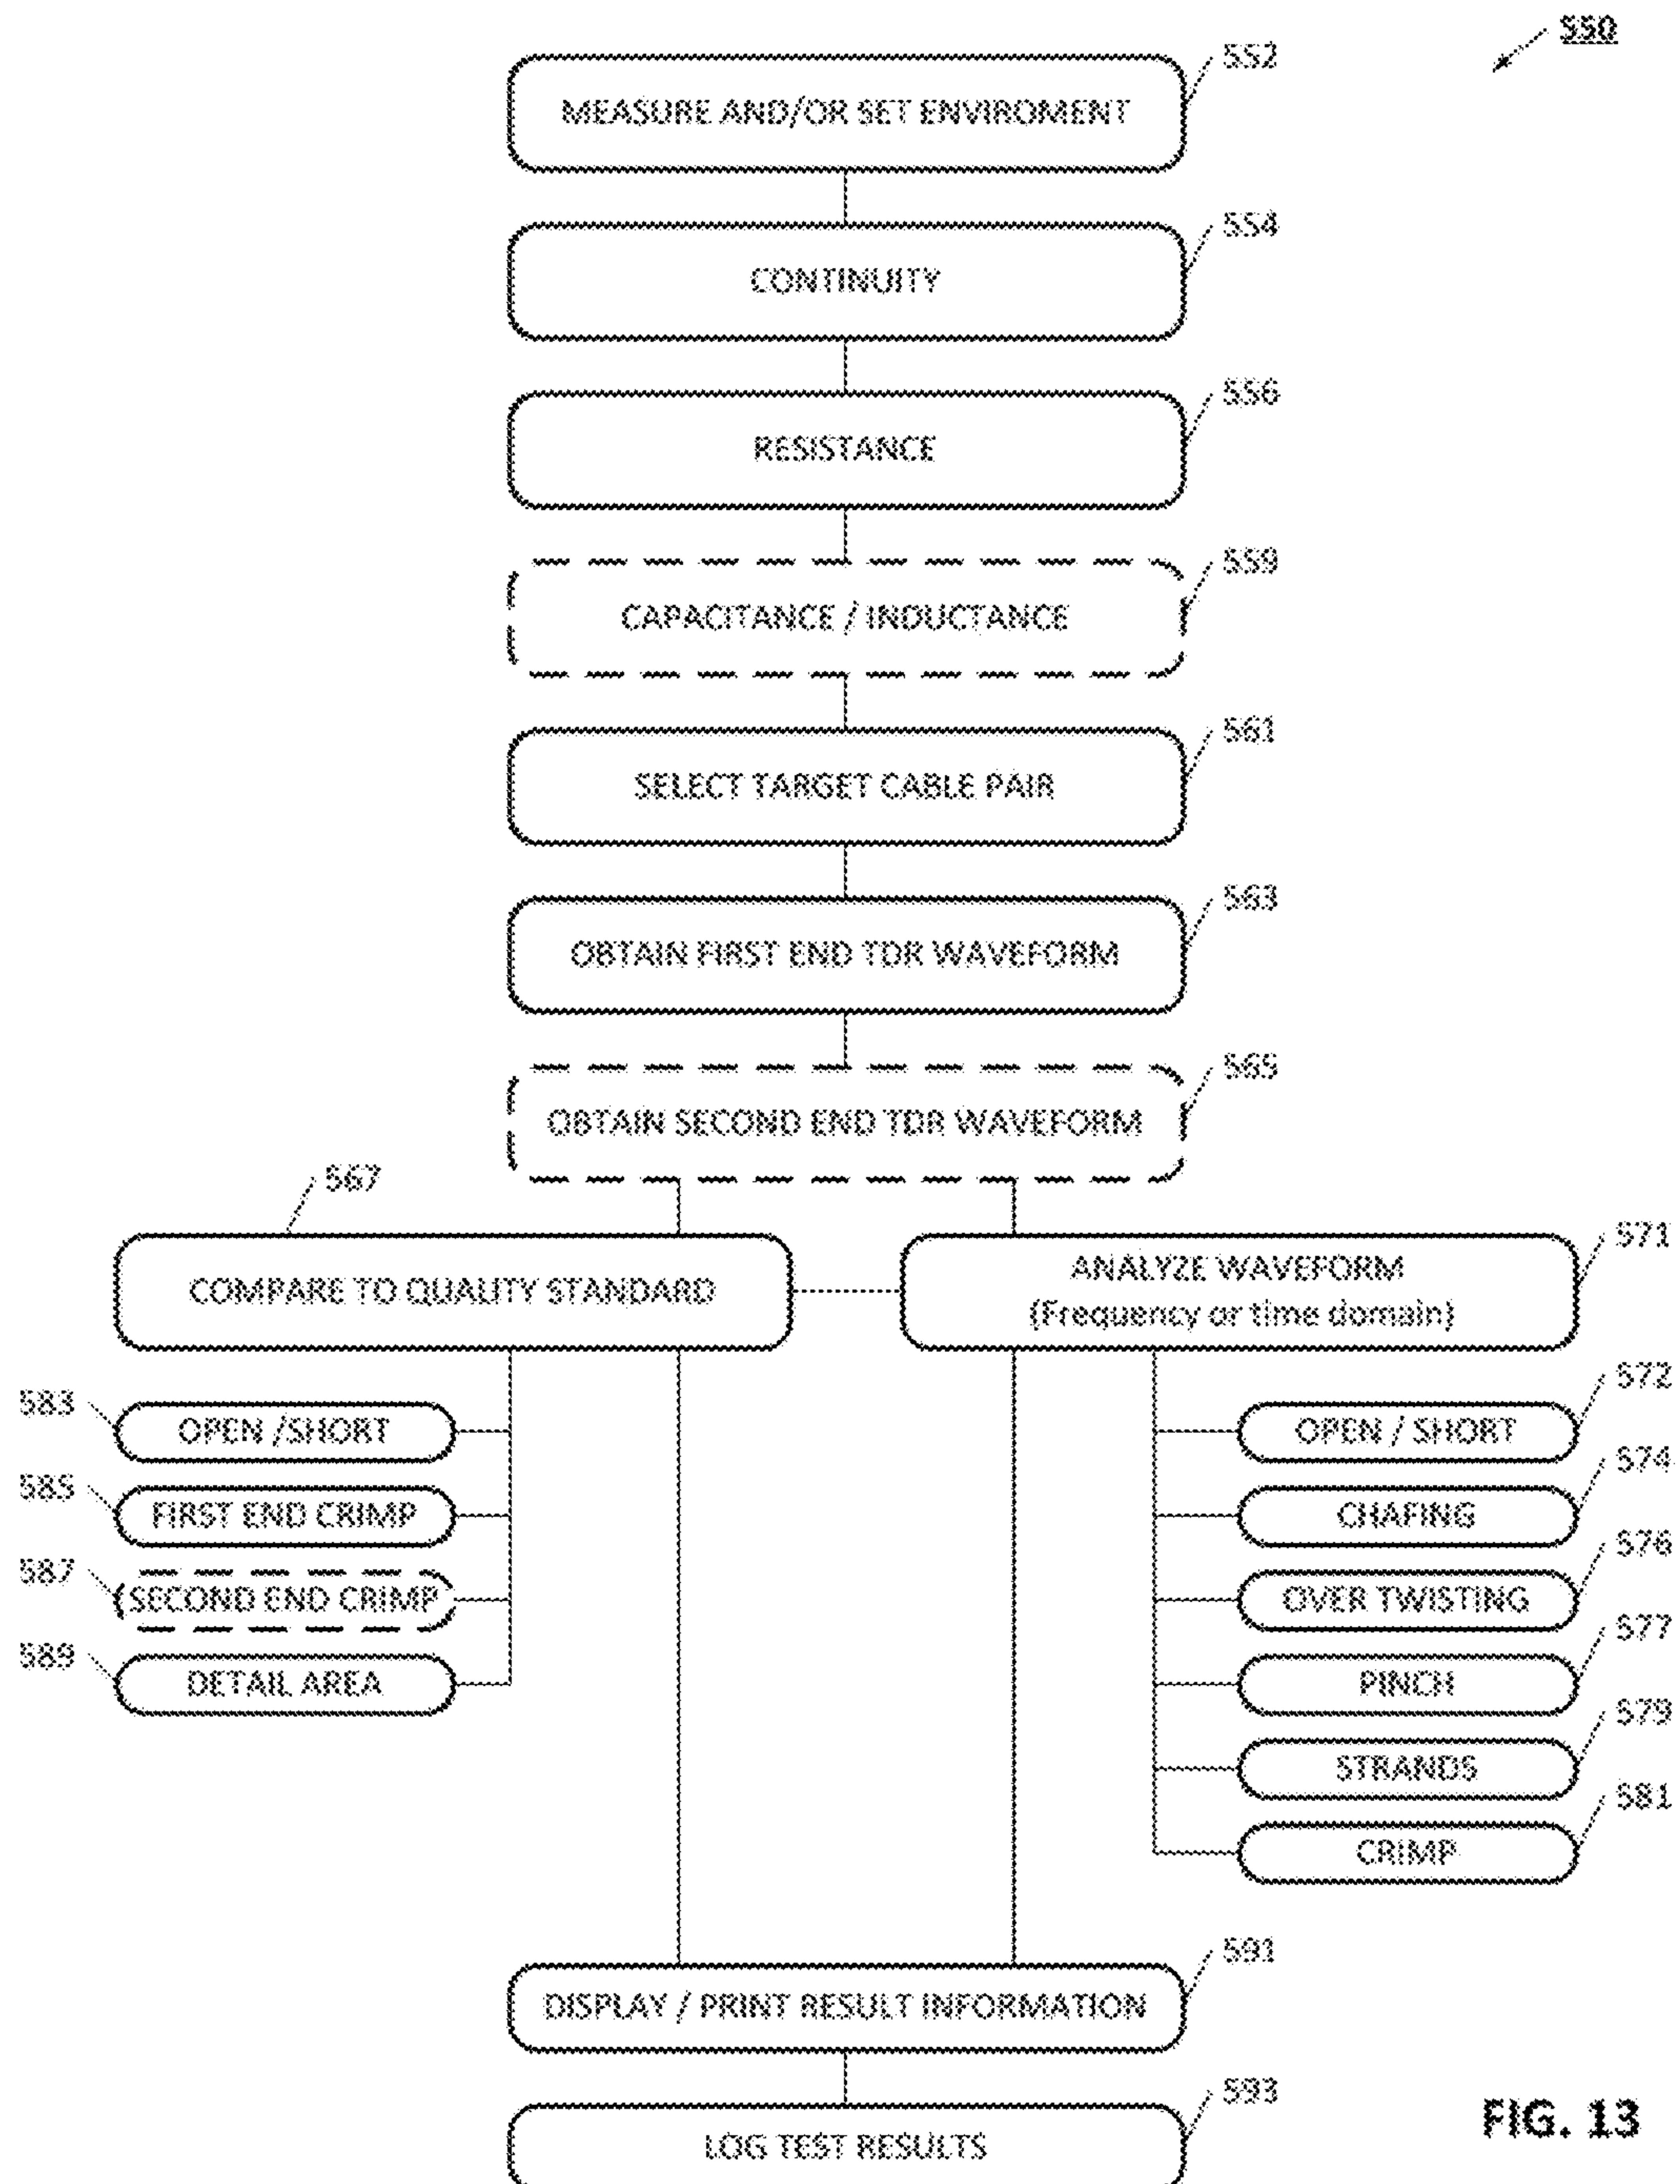 550
552
MEASURE AND/OR SET ENVIROMENT
554
CONTINUITY
556
RESISTANCE
559
CAPACITANCE / INDUCTANCE
561
SELECT TARGET CABLE PAIR
563
OBTAIN FIRST END TDR WAVEFORM
565
OBTAIN SECOND END TDR WAVEFORM
567
COMPARE TO QUALITY STANDARD
571
ANALYZE WAVEFORM
(Frequency or time domain)
583
OPEN /SHORT
585
FIRST END CRIMP
587
SECOND END CRIMP
589
DETAIL AREA
572
OPEN / SHORT
574
CHAFING
576
OVER TWISTING
577
PINCH
579
STRANDS
581
CRIMP
591
DISPLAY / PRINT RESULT INFORMATION
593
LOG TEST RESULTS
FIG. 13